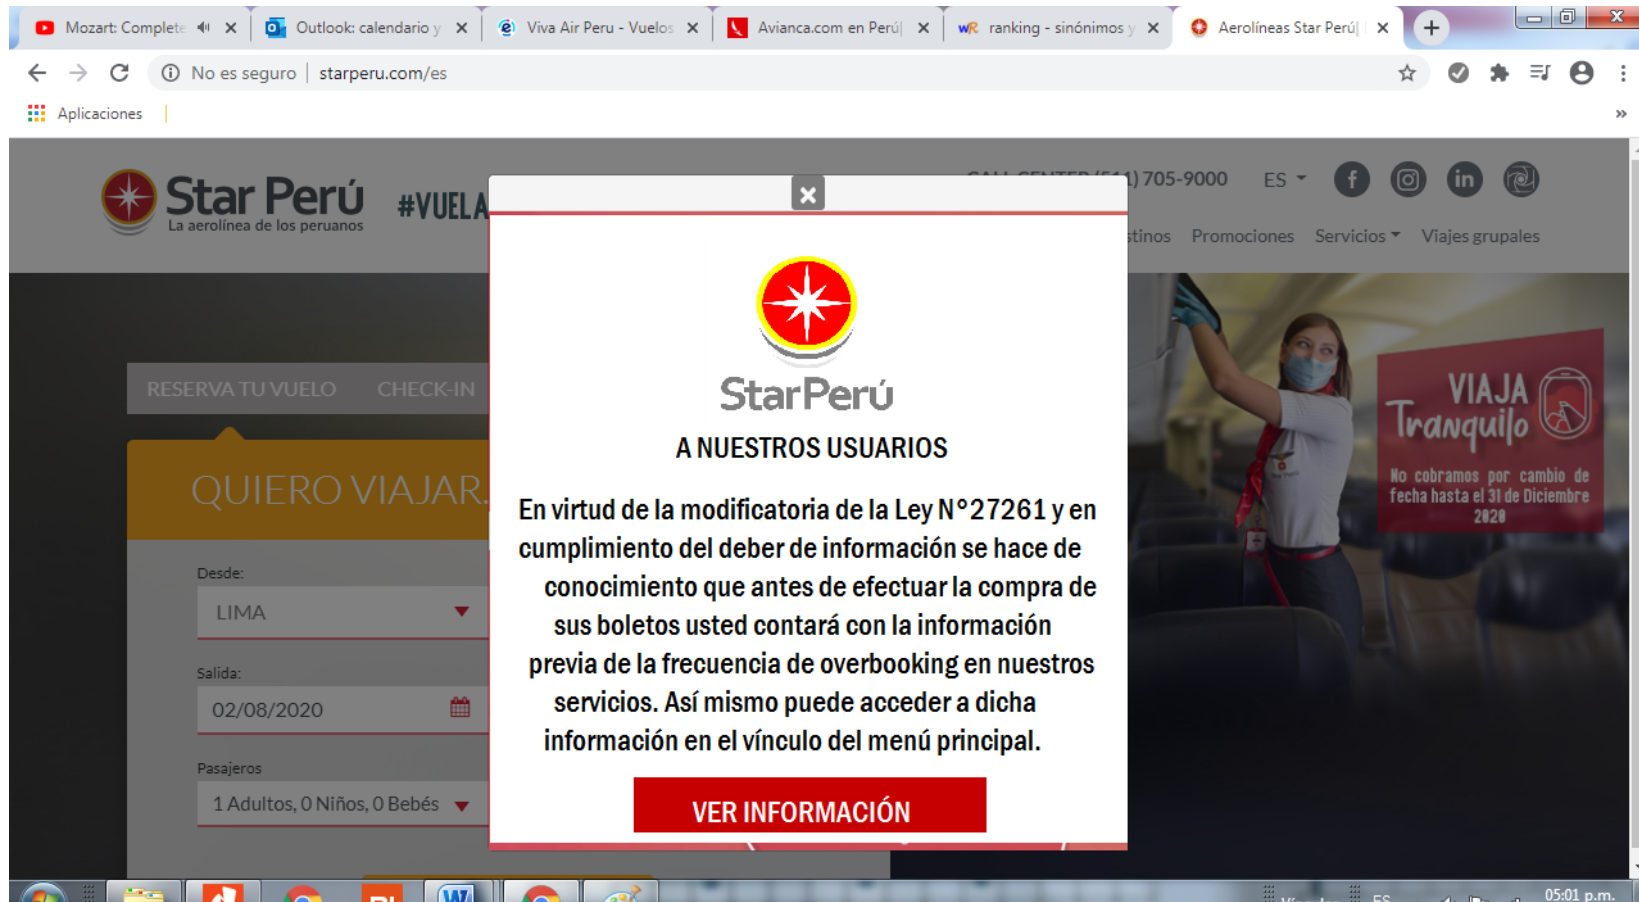 Mozart: Complete
Outlook: calendario y
Viva Air Peru - Vuelos
Avianca.com en Perú|
wR ranking - sinónimos y
Aerolíneas Star Perú|
No es seguro | starperu.com/es
Aplicaciones
CALL CENTER (511) 705-9000 ES
Star Perú
La aerolínea de los peruanos
#VUELA
stinos Promociones Servicios Viajes grupales
RESERVA TU VUELO CHECK-IN
QUIERO VIAJAR.
Desde:
LIMA
Salida:
02/08/2020
Pasajeros
1 Adultos, 0 Niños, 0 Bebés
StarPerú
A NUESTROS USUARIOS
En virtud de la modificatoria de la Ley N°27261 y en
cumplimiento del deber de información se hace de
conocimiento que antes de efectuar la compra de
sus boletos usted contará con la información
previa de la frecuencia de overbooking en nuestros
servicios. Así mismo puede acceder a dicha
información en el vínculo del menú principal.
VER INFORMACIÓN
VIAJA
Tranquilo
No cobramos por cambio de
fecha hasta el 31 de Diciembre
2020
05:01 p.m.